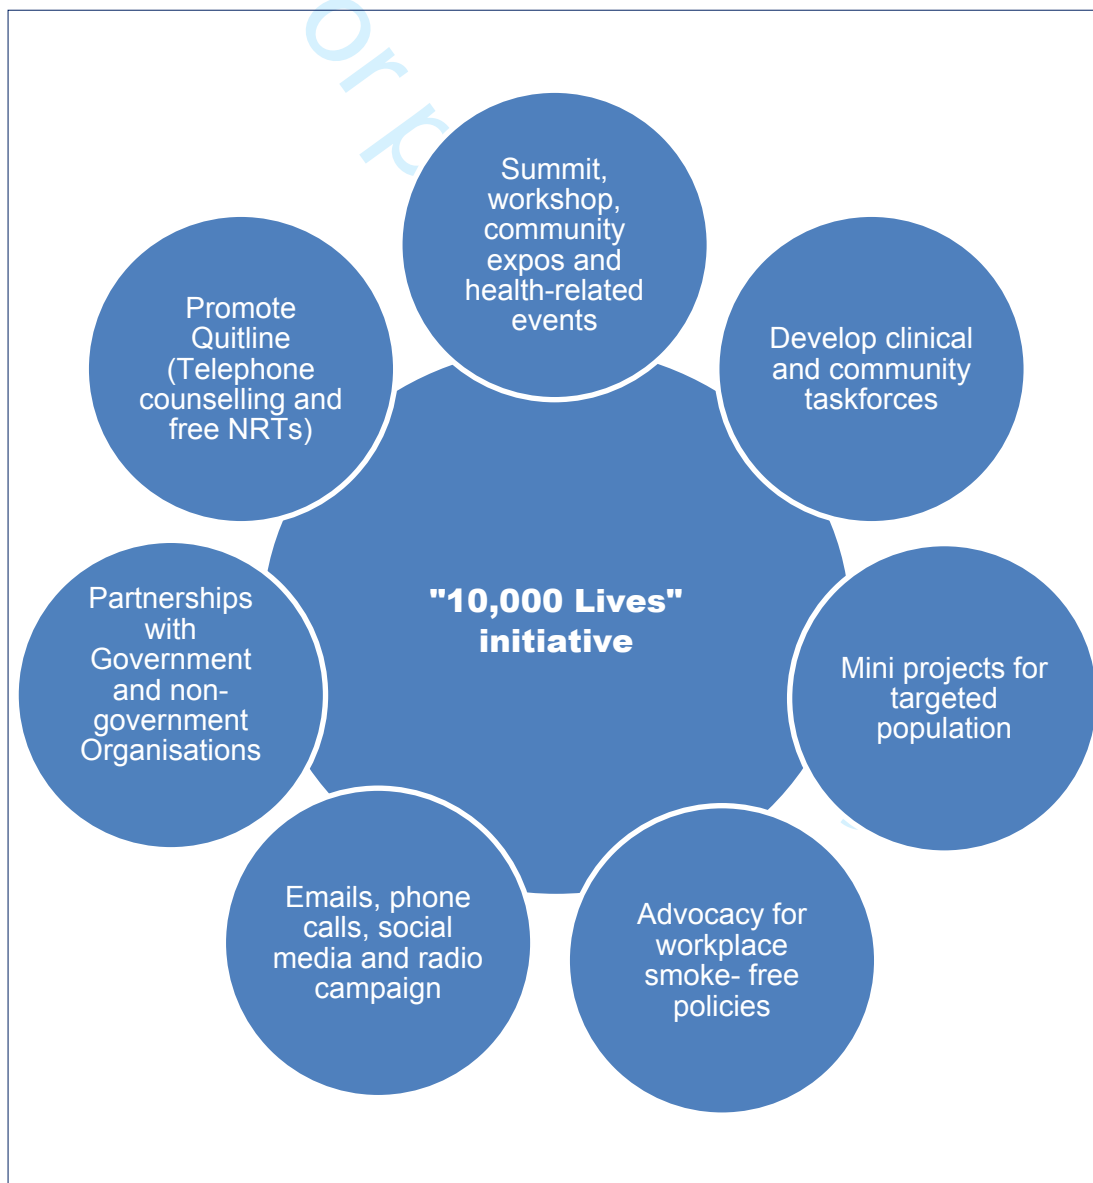 or p
Summit,
workshop,
community
expos and
health-related
events
Develop clinical
and community
taskforces
Mini projects for
targeted
population
Advocacy for
workplace
smoke- free
policies
Emails, phone
calls, social
media and radio
campaign
Partnerships
with
Government
and non-
government
Organisations
Promote
Quitline
(Telephone
counselling and
free NRTs)
"10,000 Lives"
initiative